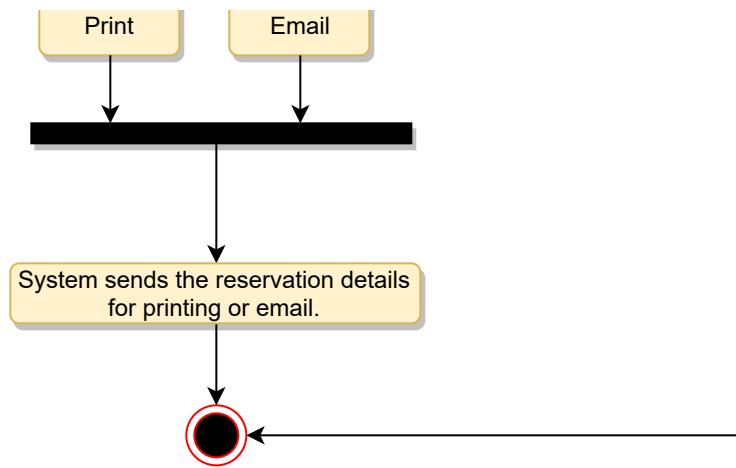 Print
Email
System sends the reservation details
for printing or email.